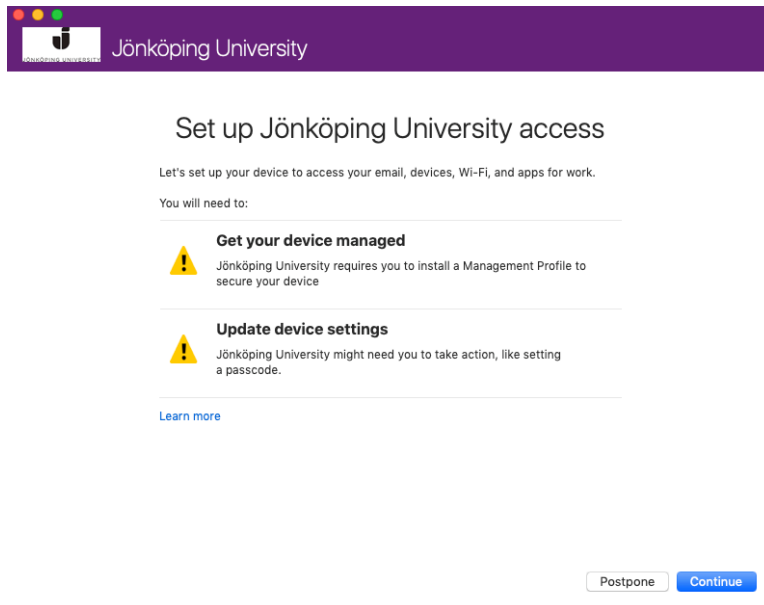 JÖNKÖPING UNIVERSITY
Jönköping University
Set up Jönköping University access
Let's set up your device to access your email, devices, Wi-Fi, and apps for work.
You will need to:
Get your device managed
Jönköping University requires you to install a Management Profile to
secure your device
Update device settings
Jönköping University might need you to take action, like setting
a passcode.
Learn more
Postpone
Continue